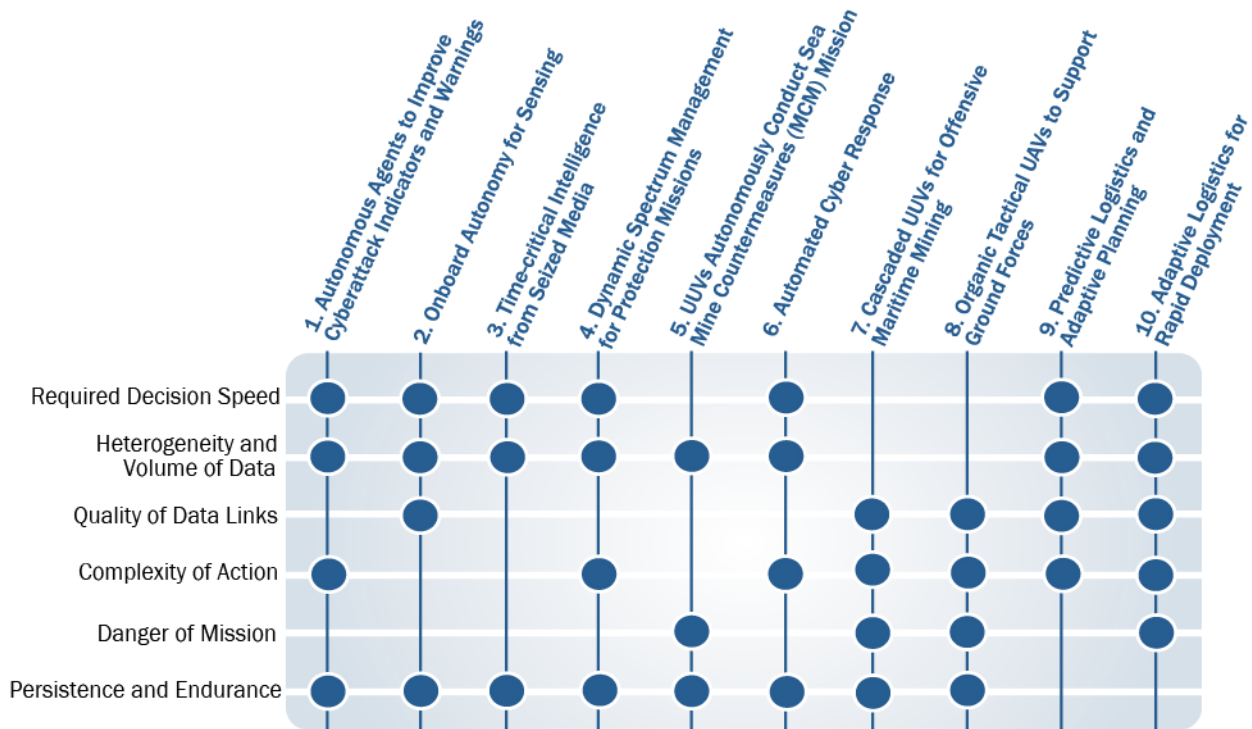 1. Autonomous Agents to Improve
Cyberattack Indicators and Warnings
2. Onboard Autonomy for Sensing
3. Time-critical Intelligence
from Seized Media
4. Dynamic Spectrum Management
for Protection Missions
5. UUVs Autonomously Conduct Sea
Mine Countermeasures (MCM) Mission
6. Automated Cyber Response
7. Cascaded UUVs for Offensive
Maritime Mining
8. Organic Tactical UAVs to Support
Ground Forces
9. Predictive Logistics and
Adaptive Planning
10. Adaptive Logistics for
Rapid Deployment
Required Decision Speed
Heterogeneity and
Volume of Data
Quality of Data Links
Complexity of Action
Danger of Mission
Persistence and Endurance